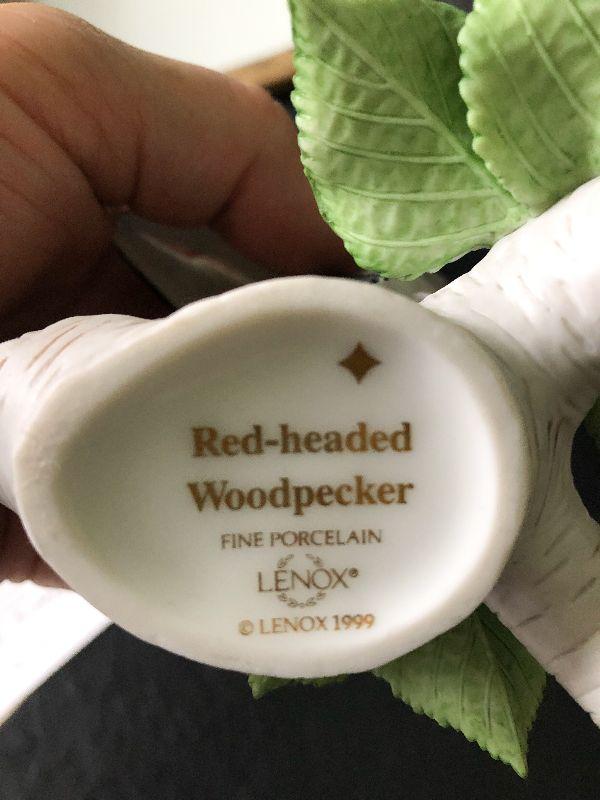 Red-headed
Woodpecker
FINE PORCELAIN
LENOX®
© LENOX 1999